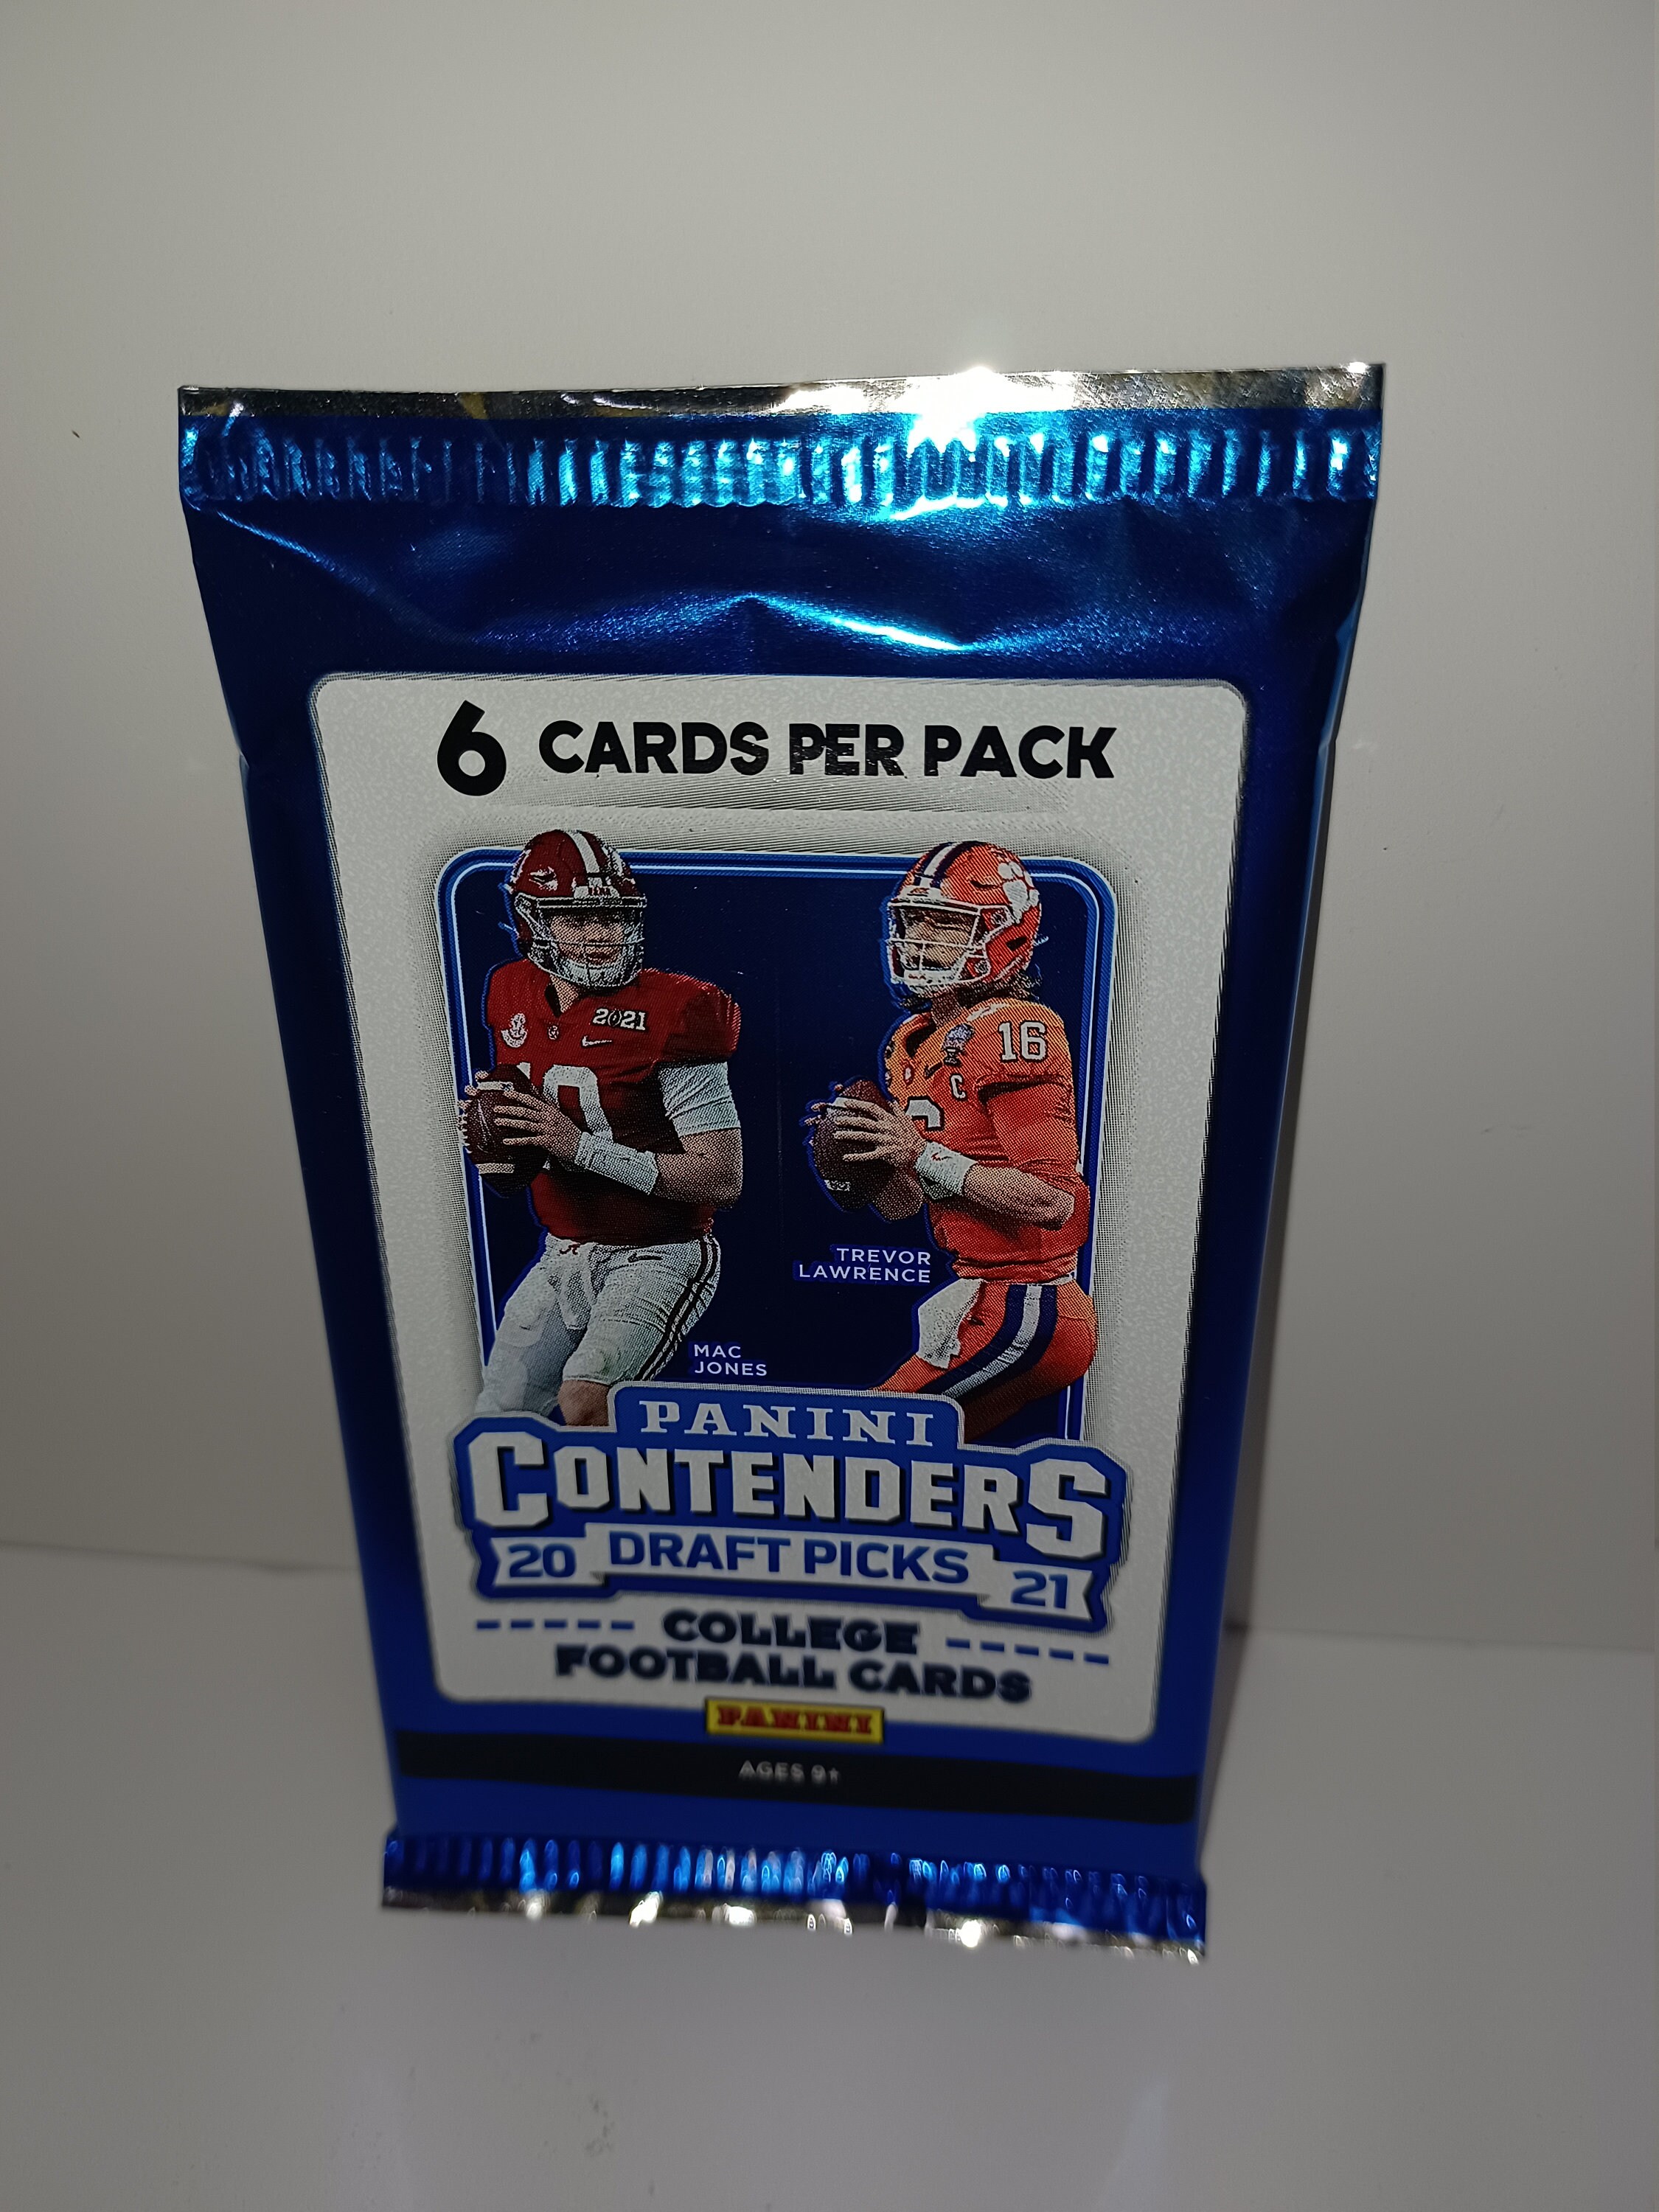 6 CARDS PER PACK
2021
10
16
C
TREVOR
LAWRENCE
MAC
JONES
PANINI
CONTENDERS
20 DRAFT PICKS 21
COLLEGE
FOOTBALL CARDS
PANINI
AGES 9+